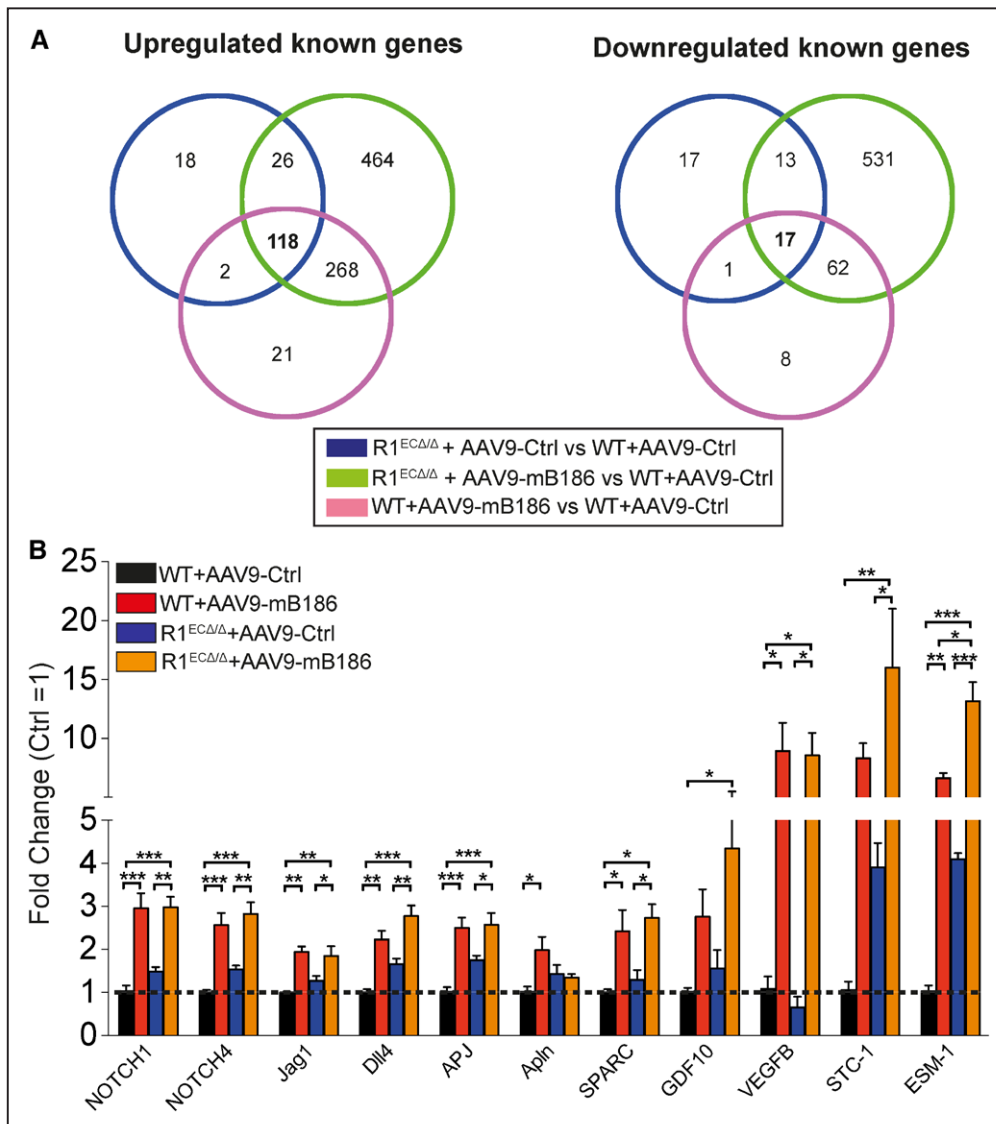 A
Upregulated known genes
Downregulated known genes
18
26
464
118
2
268
21
17
13
531
17
1
62
8
R1ECΔ/Δ + AAV9-Ctrl vs WT+AAV9-Ctrl
R1ECΔ/Δ + AAV9-mB186 vs WT+AAV9-Ctrl
WT+AAV9-mB186 vs WT+AAV9-Ctrl
B
WT+AAV9-Ctrl
WT+AAV9-mB186
R1ECΔ/Δ+AAV9-Ctrl
R1ECΔ/Δ+AAV9-mB186
Fold Change (Ctrl =1)
25
20
15
10
5
4
3
2
1
0
***
*** **
***
*** **
**
** *
***
** **
***
*** *
*
*
* *
*
*
* *
**
*
***
*
** ***
NOTCH1
NOTCH4
Jag1
Dll4
APJ
Apln
SPARC
GDF10
VEGFB
STC-1
ESM-1